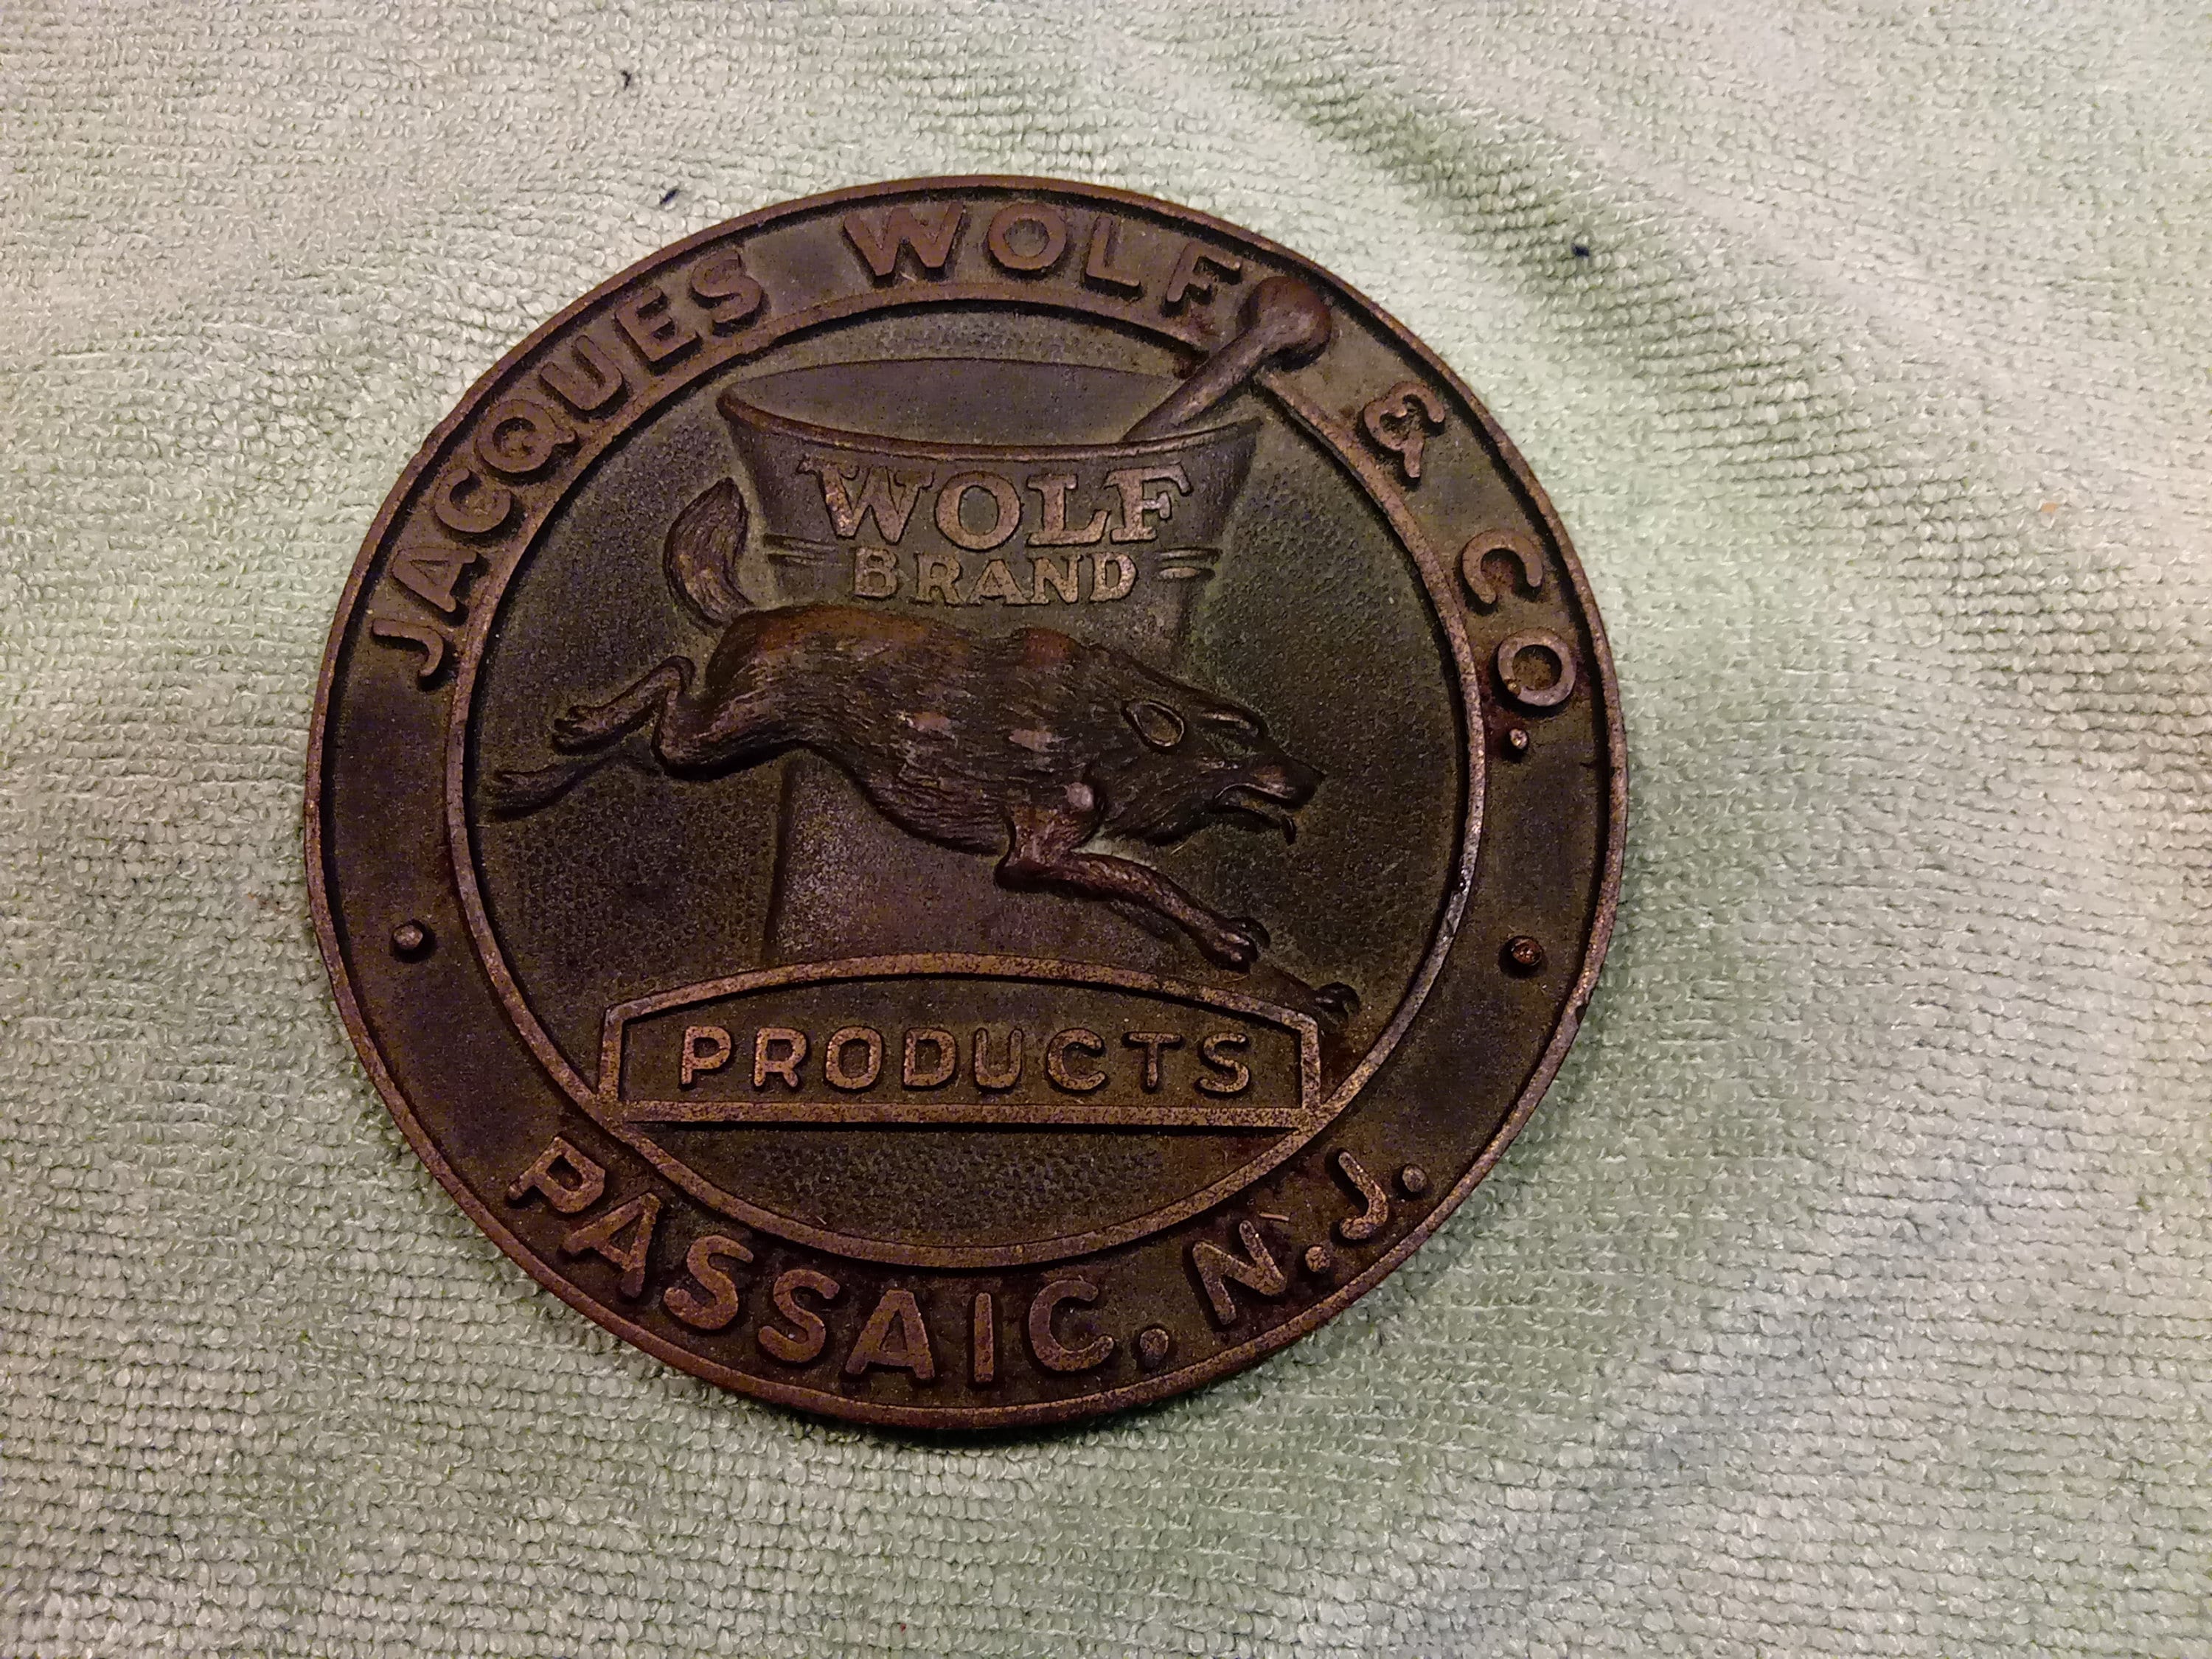 JACQUES WOLF & CO.
WOLF
BRAND
PRODUCTS
PASSAIC, N.J.